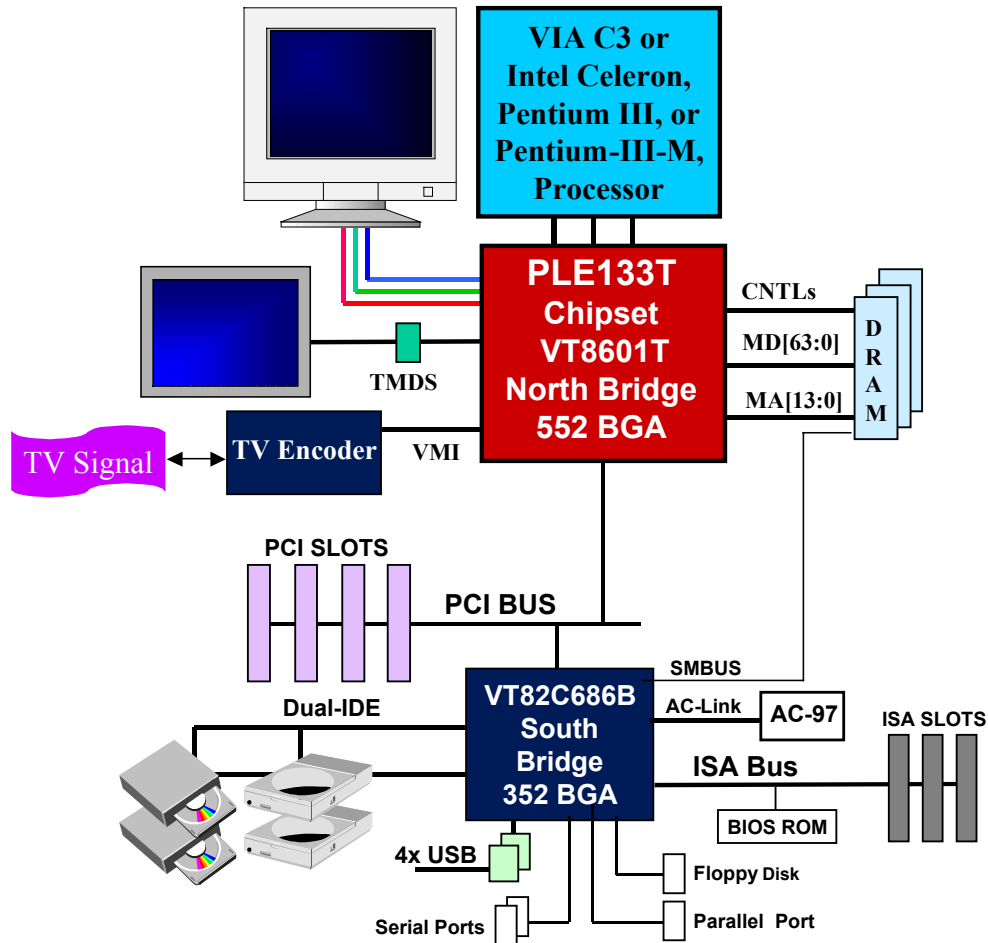 VIA C3 or
Intel Celeron,
Pentium III, or
Pentium-III-M,
Processor
PLE133T
Chipset
VT8601T
North Bridge
552 BGA
CNTLs
MD[63:0]
MA[13:0]
D
R
A
M
TMDS
TV Signal
TV Encoder
VMI
PCI SLOTS
PCI BUS
SMBUS
VT82C686B
South
Bridge
352 BGA
Dual-IDE
AC-Link
AC-97
ISA SLOTS
ISA Bus
BIOS ROM
4x USB
Floppy Disk
Serial Ports
Parallel Port